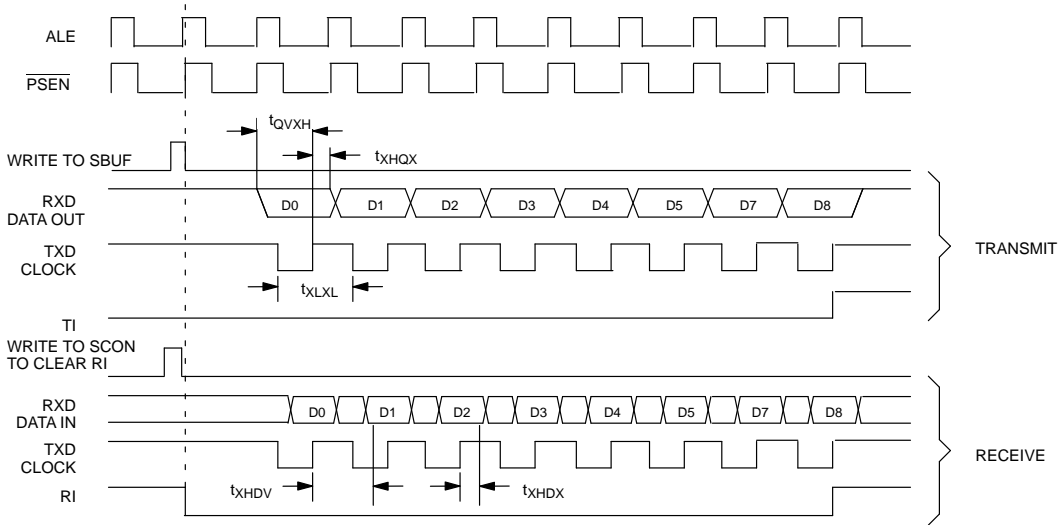 ALE
PSEN
tQVXH
tXHQX
WRITE TO SBUF
RXD
DATA OUT
D0 D1 D2 D3 D4 D5 D7 D8
TXD
CLOCK
TRANSMIT
tXLXL
TI
WRITE TO SCON
TO CLEAR RI
RXD
DATA IN
D0 D1 D2 D3 D4 D5 D7 D8
TXD
CLOCK
RECEIVE
tXHDV
tXHDX
RI